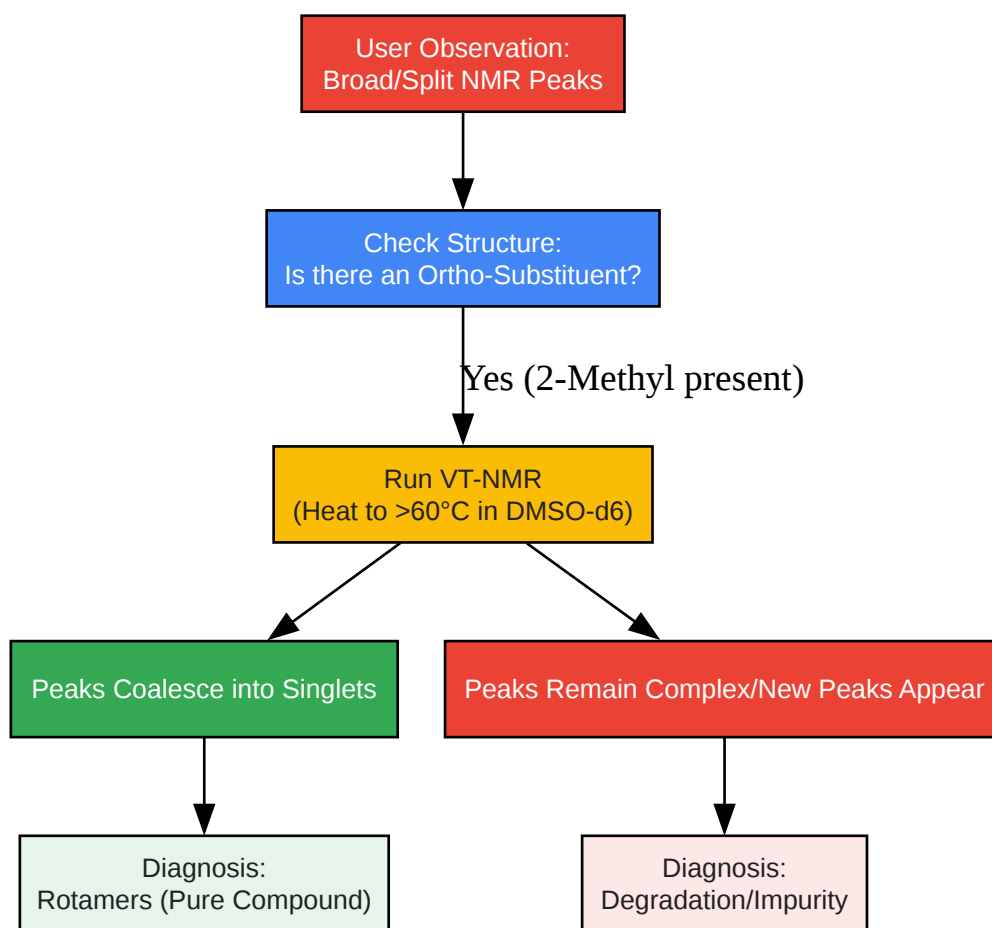 User Observation:
Broad/Split NMR Peaks
Check Structure:
Is there an Ortho-Substituent?
Yes (2-Methyl present)
Run VT-NMR
(Heat to >60°C in DMSO-d6)
Peaks Coalesce into Singlets
Peaks Remain Complex/New Peaks Appear
Diagnosis:
Rotamers (Pure Compound)
Diagnosis:
Degradation/Impurity